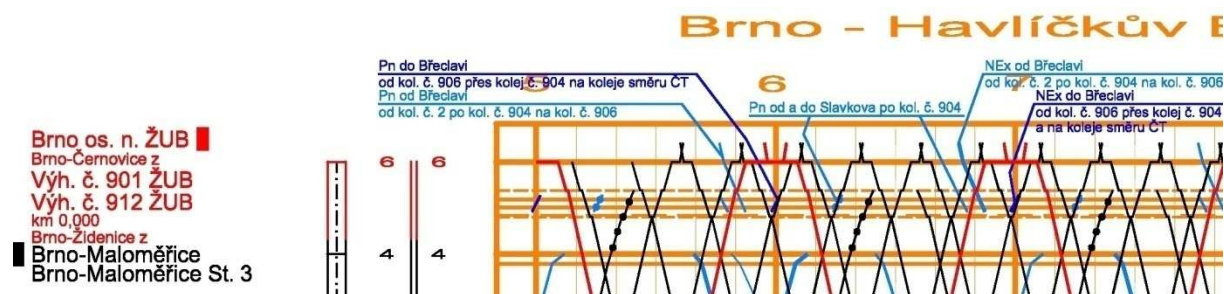 Brno - Havlíčkův
Pn do Břeclavi
od kol. č. 906 přes kolej č. 904 na koleje směru ČT
Pn od Břeclavi
od kol. č. 2 po kol. č. 904 na kol. č. 906
5
6
7
Pn od a do Slavkova po kol. č. 904
NEx od Břeclavi
od kol. č. 2 po kol. č. 904 na kol. č. 906
NEx do Břeclavi
od kol. č. 906 přes kolej č. 904
a na koleje směru ČT
Brno os. n. ŽUB
Brno-Černovice z
Výh. č. 901 ŽUB
Výh. č. 912 ŽUB
km 0,000
Brno-Židenice z
Brno-Maloměřice
Brno-Maloměřice St. 3
6 6
4 4